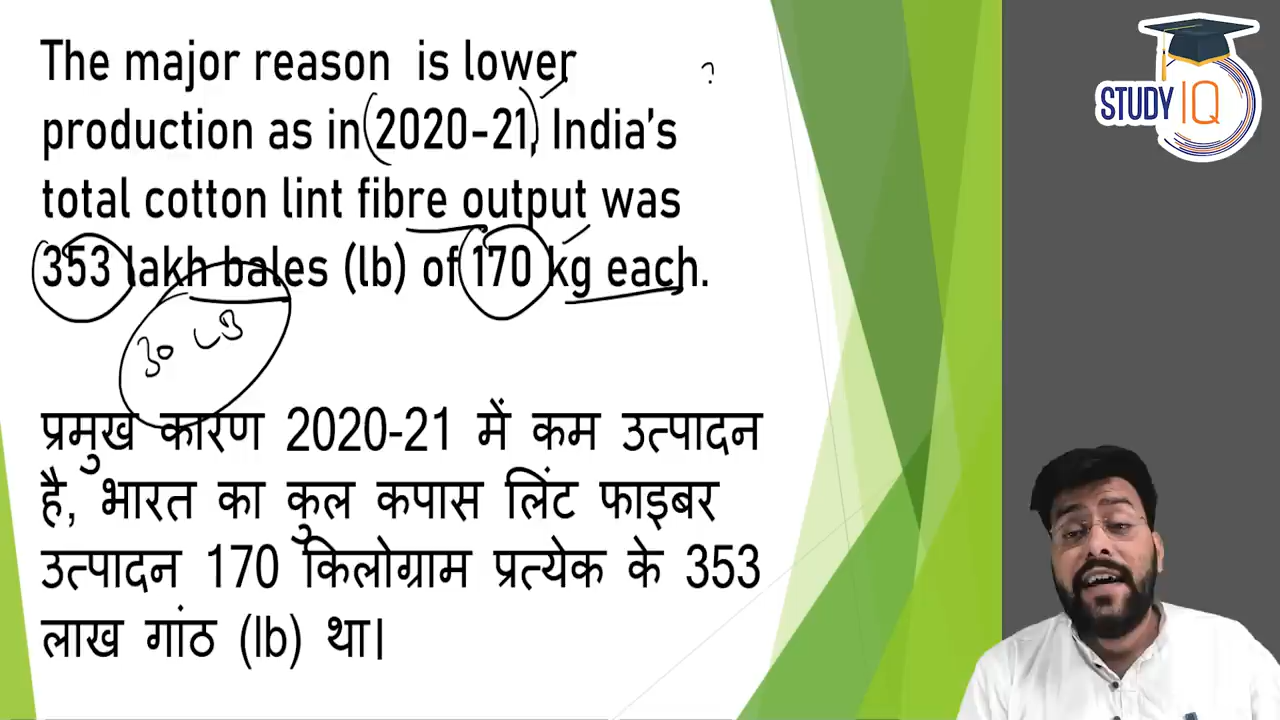 The major reason is lower
production as in 2020-21, India's
total cotton lint fibre output was
353 lakh bales (lb) of 170 kg each.
30 LB
प्रमुख कारण 2020-21 में कम उत्पादन
है, भारत का कुल कपास लिंट फाइबर
उत्पादन 170 किलोग्राम प्रत्येक के 353
लाख गांठ (lb) था।
?
STUDY IQ